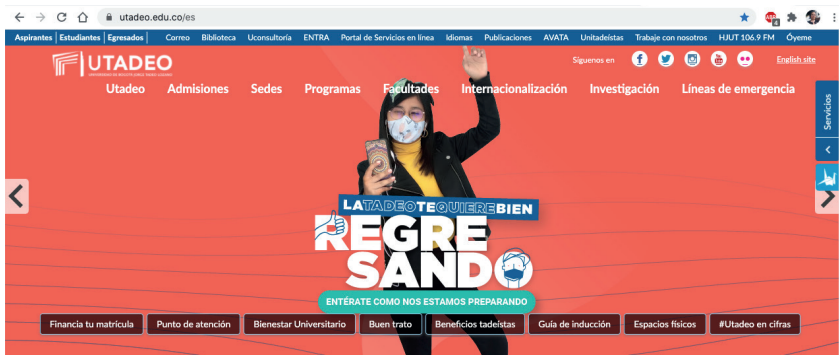 utadeo.edu.co/es
Aspirantes | Estudiantes | Egresados | Correo Biblioteca Uconsultoría ENTRA Portal de Servicios en línea Idiomas Publicaciones AVATA Unitadeístas Trabaje con nosotros HJUT 106.9 FM Óyeme
UTADEO
Síguenos en English site
Utadeo Admisiones Sedes Programas Facultades Internacionalización Investigación Líneas de emergencia
Servicios
LATADEOTEQUIEREBIEN
REGRE
SANDO
ENTÉRATE COMO NOS ESTAMOS PREPARANDO
Financia tu matrícula Punto de atención Bienestar Universitario Buen trato Beneficios tadeístas Guía de inducción Espacios físicos #Utadeo en cifras